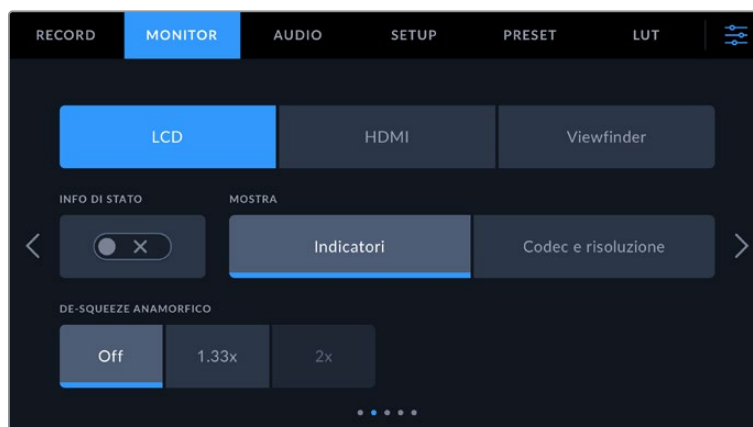 RECORD MONITOR AUDIO SETUP PRESET LUT
LCD HDMI Viewfinder
INFO DI STATO MOSTRA
Indicatori Codec e risoluzione
DE-SQUEEZE ANAMORFICO
Off 1.33x 2x